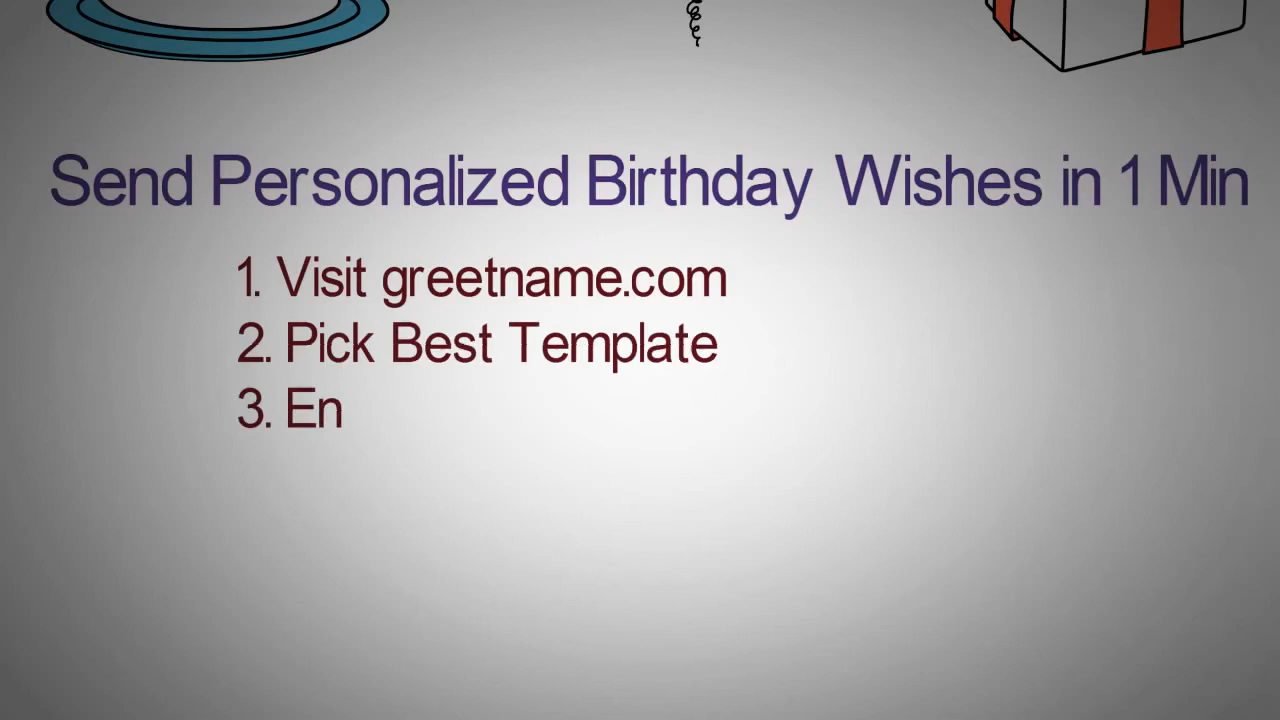 Send Personalized Birthday Wishes in 1 Min
1. Visit greetname.com
2. Pick Best Template
3. En